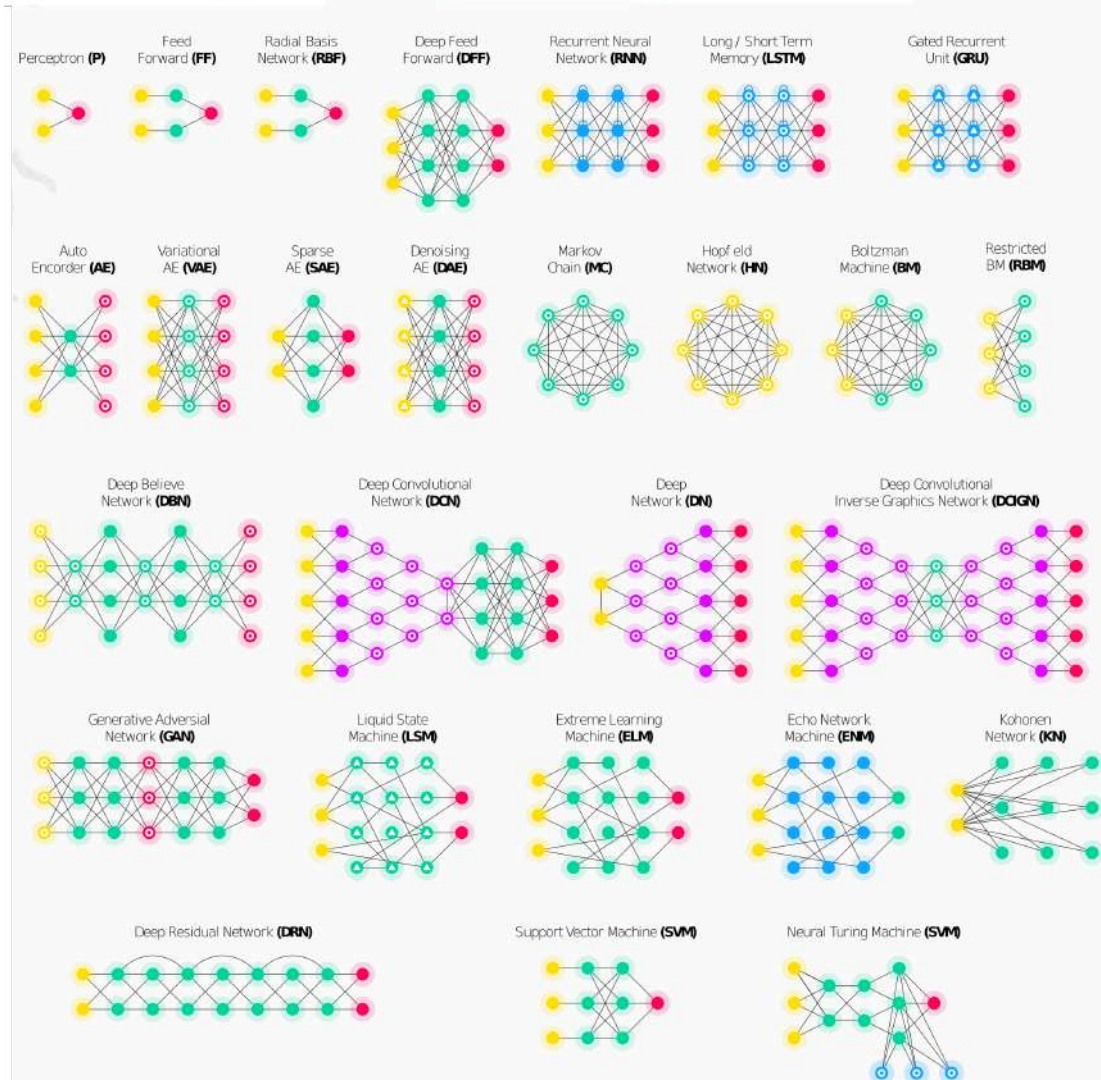 Perceptron (P)
Feed
Forward (FF)
Radial Basis
Network (RBF)
Deep Feed
Forward (DFF)
Recurrent Neural
Network (RNN)
Long / Short Term
Memory (LSTM)
Gated Recurrent
Unit (GRU)
Auto
Encorder (AE)
Variational
AE (VAE)
Sparse
AE (SAE)
Denoising
AE (DAE)
Markov
Chain (MC)
Hopf eld
Network (HN)
Boltzman
Machine (BM)
Restricted
BM (RBM)
Deep Believe
Network (DBN)
Deep Convolutional
Network (DCN)
Deep
Network (DN)
Deep Convolutional
Inverse Graphics Network (DCIGN)
Generative Adversial
Network (GAN)
Liquid State
Machine (LSM)
Extreme Learning
Machine (ELM)
Echo Network
Machine (ENM)
Kohonen
Network (KN)
Deep Residual Network (DRN)
Support Vector Machine (SVM)
Neural Turing Machine (SVM)